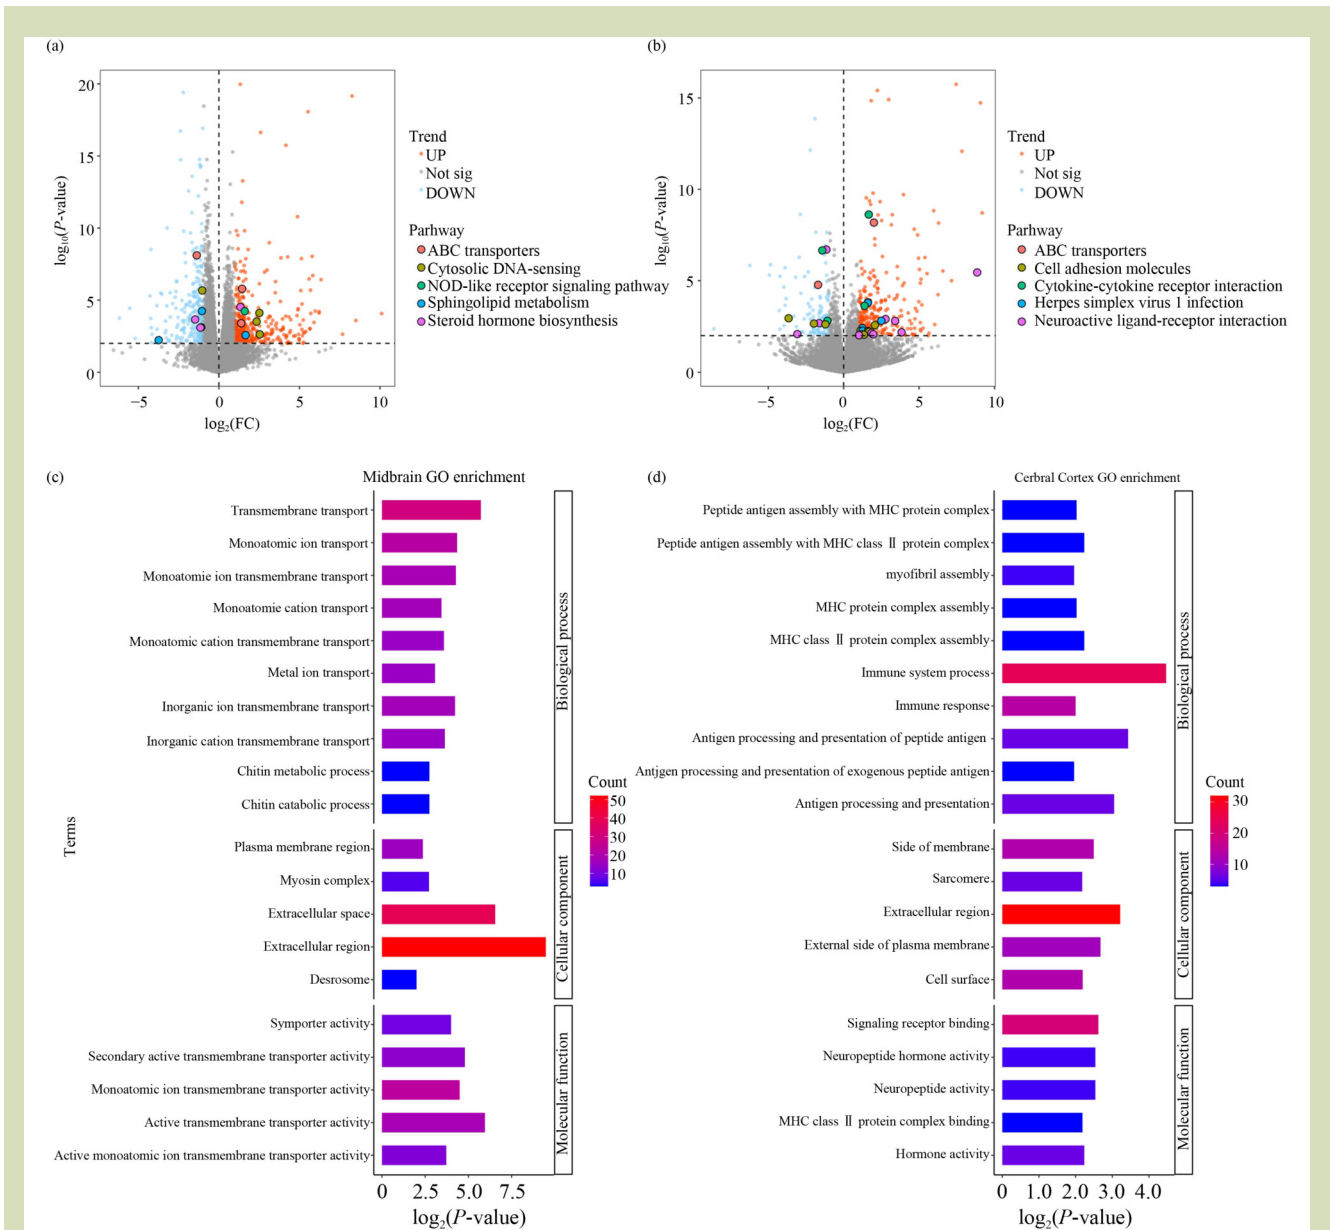 (a)
log10(P-value)
20
15
10
5
0
−5
0
5
10
log2(FC)
Trend
UP
Not sig
DOWN
Parhway
ABC transporters
Cytosolic DNA-sensing
NOD-like receptor signaling pathway
Sphingolipid metabolism
Steroid hormone biosynthesis
(b)
log10(P-value)
15
10
5
0
−5
0
5
10
log2(FC)
Trend
UP
Not sig
DOWN
Parhway
ABC transporters
Cell adhesion molecules
Cytokine-cytokine receptor interaction
Herpes simplex virus 1 infection
Neuroactive ligand-receptor interaction
(c)
Midbrain GO enrichment
Terms
Transmembrane transport
Monoatomic ion transport
Monoatomie ion transmembrane transport
Monoatomic cation transport
Monoatomic cation transmembrane transport
Metal ion transport
Inorganic ion transmembrane transport
Inorganic cation transmembrane transport
Chitin metabolic process
Chitin catabolic process
Biological process
Plasma membrane region
Myosin complex
Extracellular space
Extracellular region
Desrosome
Cellular component
Symporter activity
Secondary active transmembrane transporter activity
Monoatomic ion transmembrane transporter activity
Active transmembrane transporter activity
Active monoatomic ion transmembrane transporter activity
Molecular function
0 2.5 5.0 7.5
log2(P-value)
Count
50
40
30
20
10
(d)
Cerbral Cortex GO enrichment
Peptide antigen assembly with MHC protein complex
Peptide antigen assembly with MHC class Ⅱ protein complex
myofibril assembly
MHC protein complex assembly
MHC class Ⅱ protein complex assembly
Immune system process
Immune response
Antigen processing and presentation of peptide antigen
Antigen processing and presentation of exogenous peptide antigen
Antigen processing and presentation
Biological process
Side of membrane
Sarcomere
Extracellular region
External side of plasma membrane
Cell surface
Cellular component
Signaling receptor binding
Neuropeptide hormone activity
Neuropeptide activity
MHC class Ⅱ protein complex binding
Hormone activity
Molecular function
0 1.0 2.0 3.0 4.0
log2(P-value)
Count
30
20
10